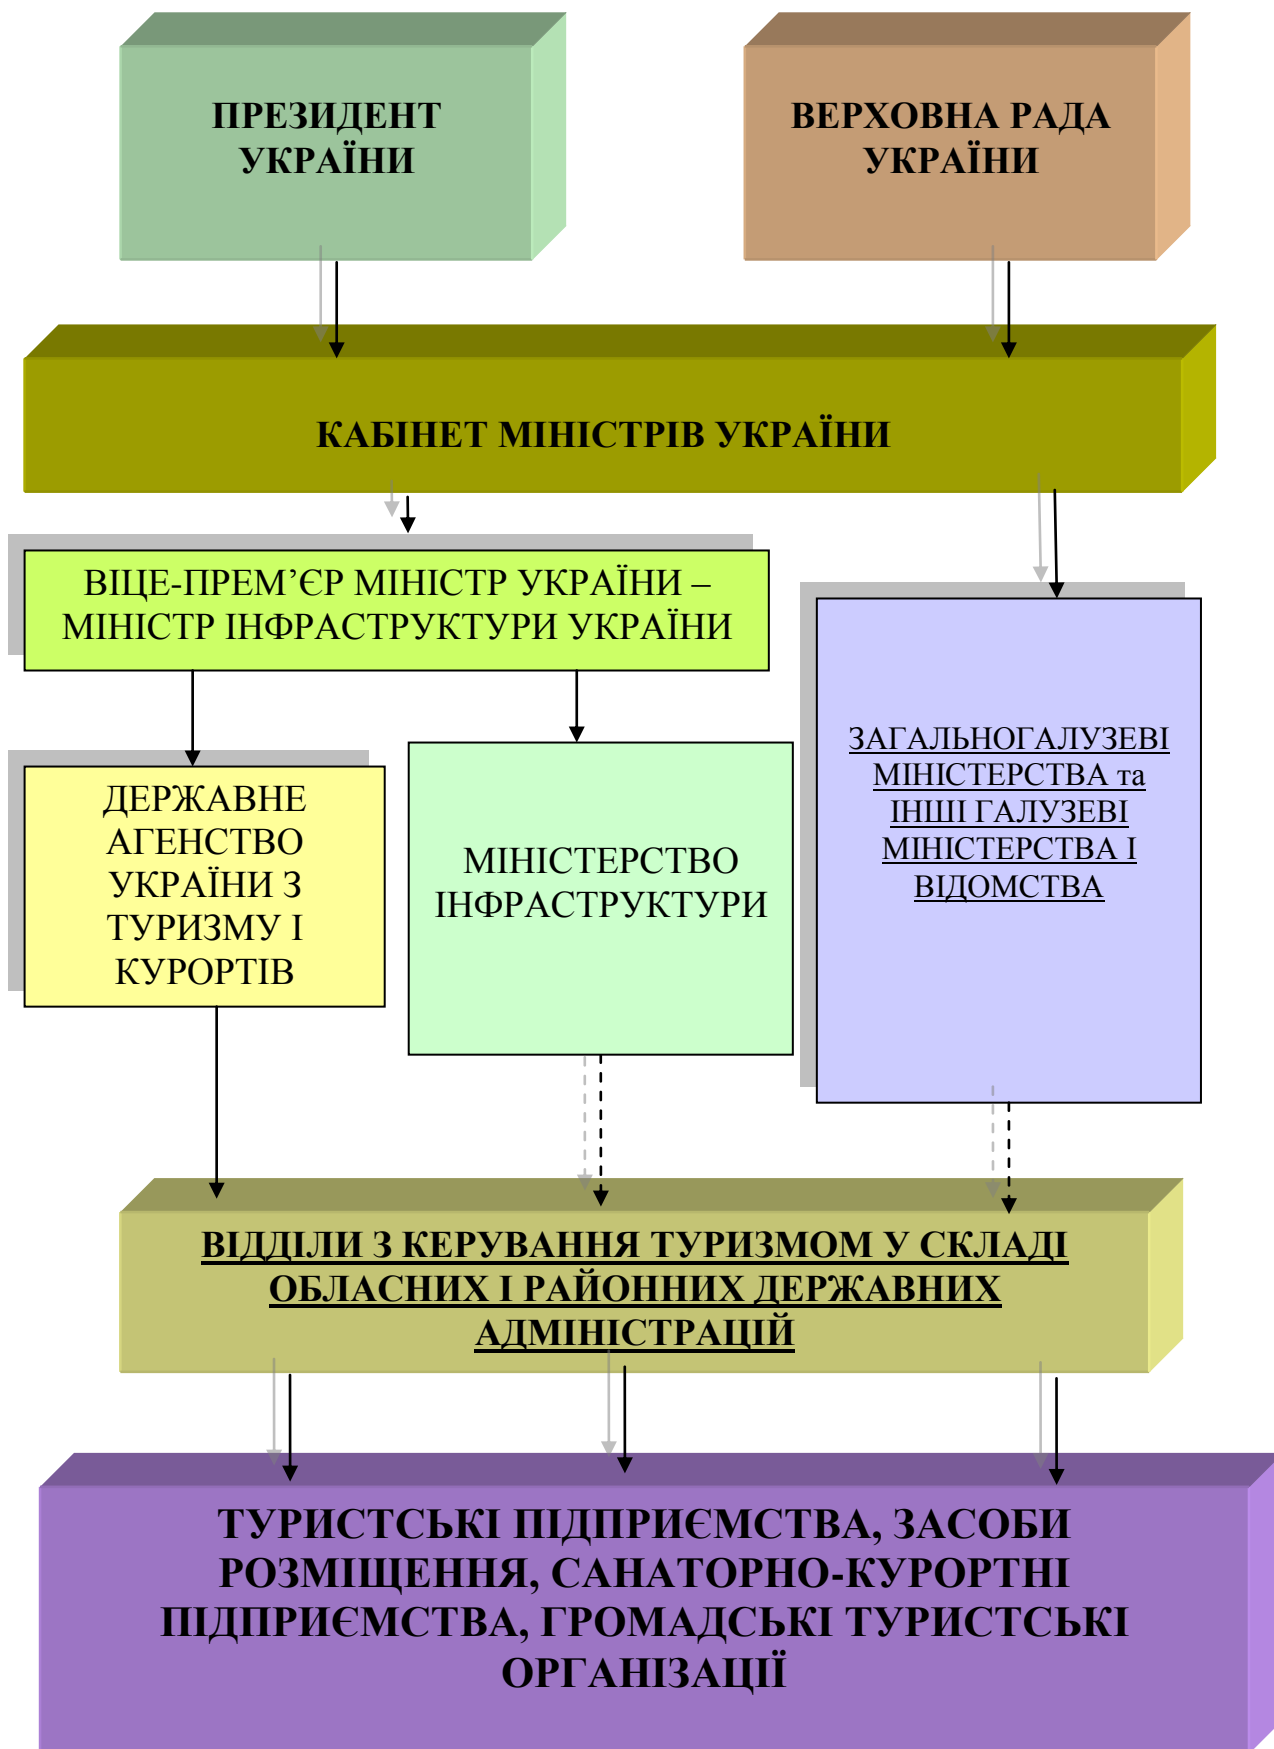 ПРЕЗИДЕНТ
УКРАЇНИ
ВЕРХОВНА РАДА
УКРАЇНИ
КАБІНЕТ МІНІСТРІВ УКРАЇНИ
ВІЦЕ-ПРЕМ’ЄР МІНІСТР УКРАЇНИ –
МІНІСТР ІНФРАСТРУКТУРИ УКРАЇНИ
ДЕРЖАВНЕ
АГЕНСТВО
УКРАЇНИ З
ТУРИЗМУ І
КУРОРТІВ
МІНІСТЕРСТВО
ІНФРАСТРУКТУРИ
ЗАГАЛЬНОГАЛУЗЕВІ
МІНІСТЕРСТВА та
ІНШІ ГАЛУЗЕВІ
МІНІСТЕРСТВА І
ВІДОМСТВА
ВІДДІЛИ З КЕРУВАННЯ ТУРИЗМОМ У СКЛАДІ
ОБЛАСНИХ І РАЙОННИХ ДЕРЖАВНИХ
АДМІНІСТРАЦІЙ
ТУРИСТСЬКІ ПІДПРИЄМСТВА, ЗАСОБИ
РОЗМІЩЕННЯ, САНАТОРНО-КУРОРТНІ
ПІДПРИЄМСТВА, ГРОМАДСЬКІ ТУРИСТСЬКІ
ОРГАНІЗАЦІЇ